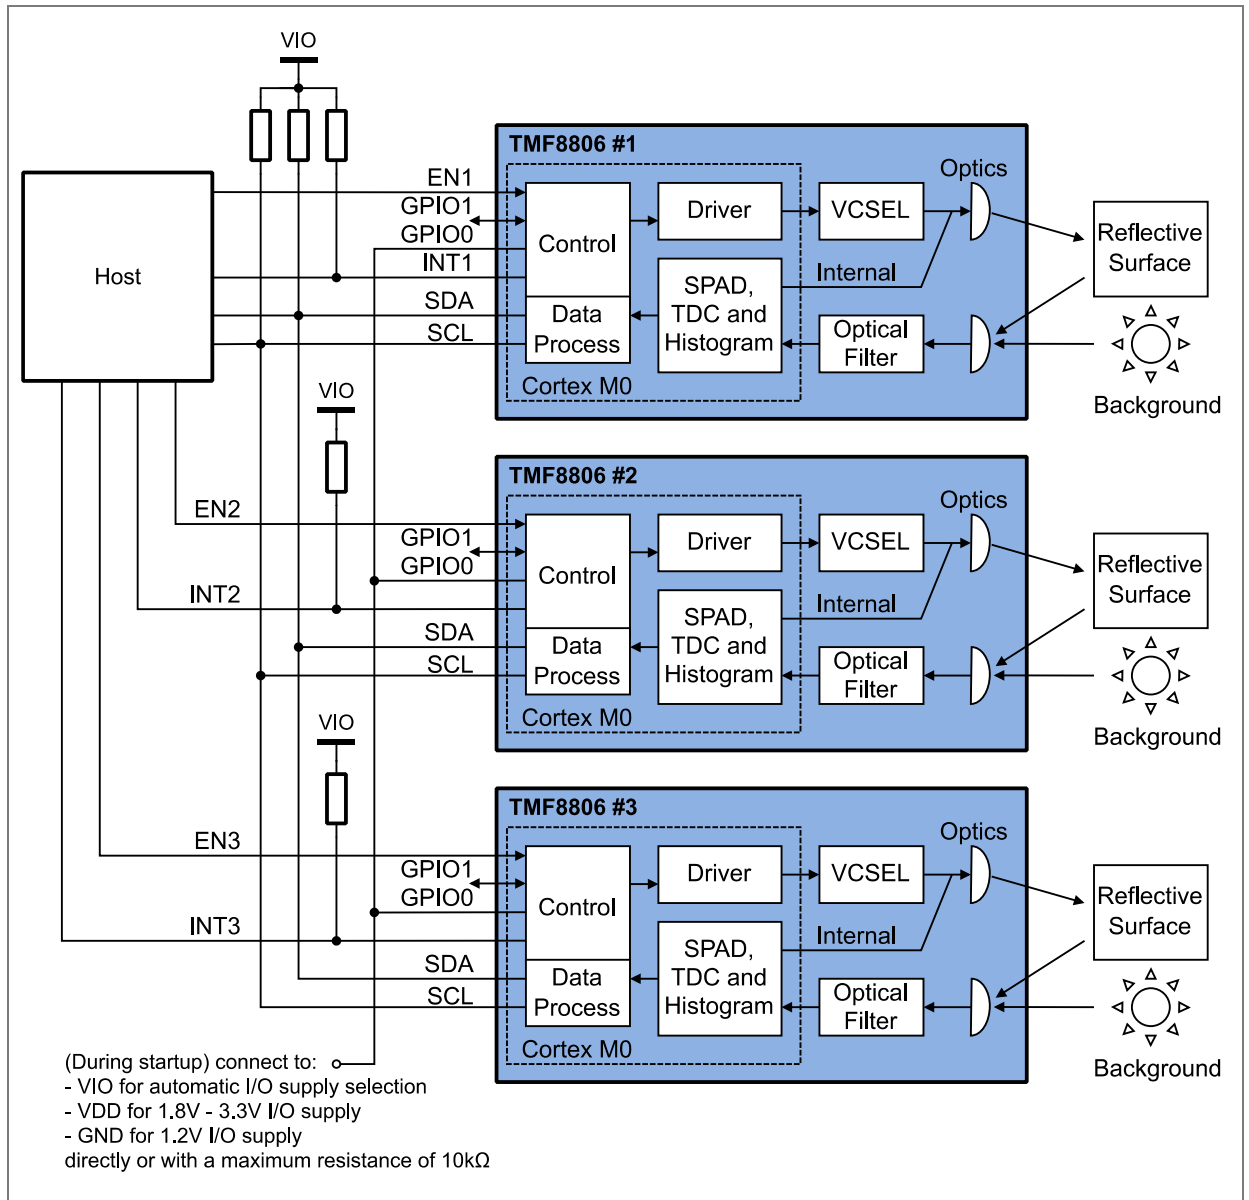 VIO
TMF8806 #1
EN1
GPIO1
GPIO0
INT1
SDA
SCL
Host
Control
Data
Process
Cortex M0
Driver
SPAD,
TDC and
Histogram
VCSEL
Internal
Optical
Filter
Optics
Reflective
Surface
Background
VIO
TMF8806 #2
EN2
GPIO1
GPIO0
INT2
SDA
SCL
Control
Data
Process
Cortex M0
Driver
SPAD,
TDC and
Histogram
VCSEL
Internal
Optical
Filter
Optics
Reflective
Surface
Background
VIO
TMF8806 #3
EN3
GPIO1
GPIO0
INT3
SDA
SCL
Control
Data
Process
Cortex M0
Driver
SPAD,
TDC and
Histogram
VCSEL
Internal
Optical
Filter
Optics
Reflective
Surface
Background
(During startup) connect to:
- VIO for automatic I/O supply selection
- VDD for 1.8V - 3.3V I/O supply
- GND for 1.2V I/O supply
directly or with a maximum resistance of 10kΩ